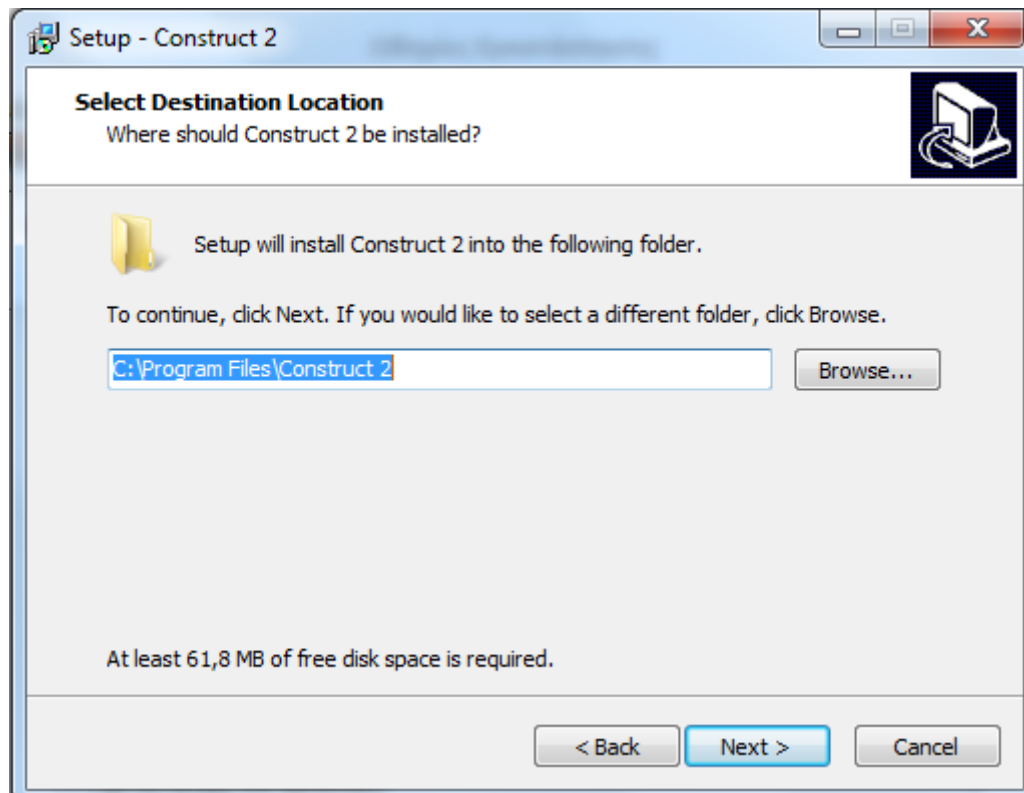 Setup - Construct 2
Select Destination Location
Where should Construct 2 be installed?
Setup will install Construct 2 into the following folder.
To continue, click Next. If you would like to select a different folder, click Browse.
C:\Program Files\Construct 2
Browse...
At least 61,8 MB of free disk space is required.
< Back
Next >
Cancel